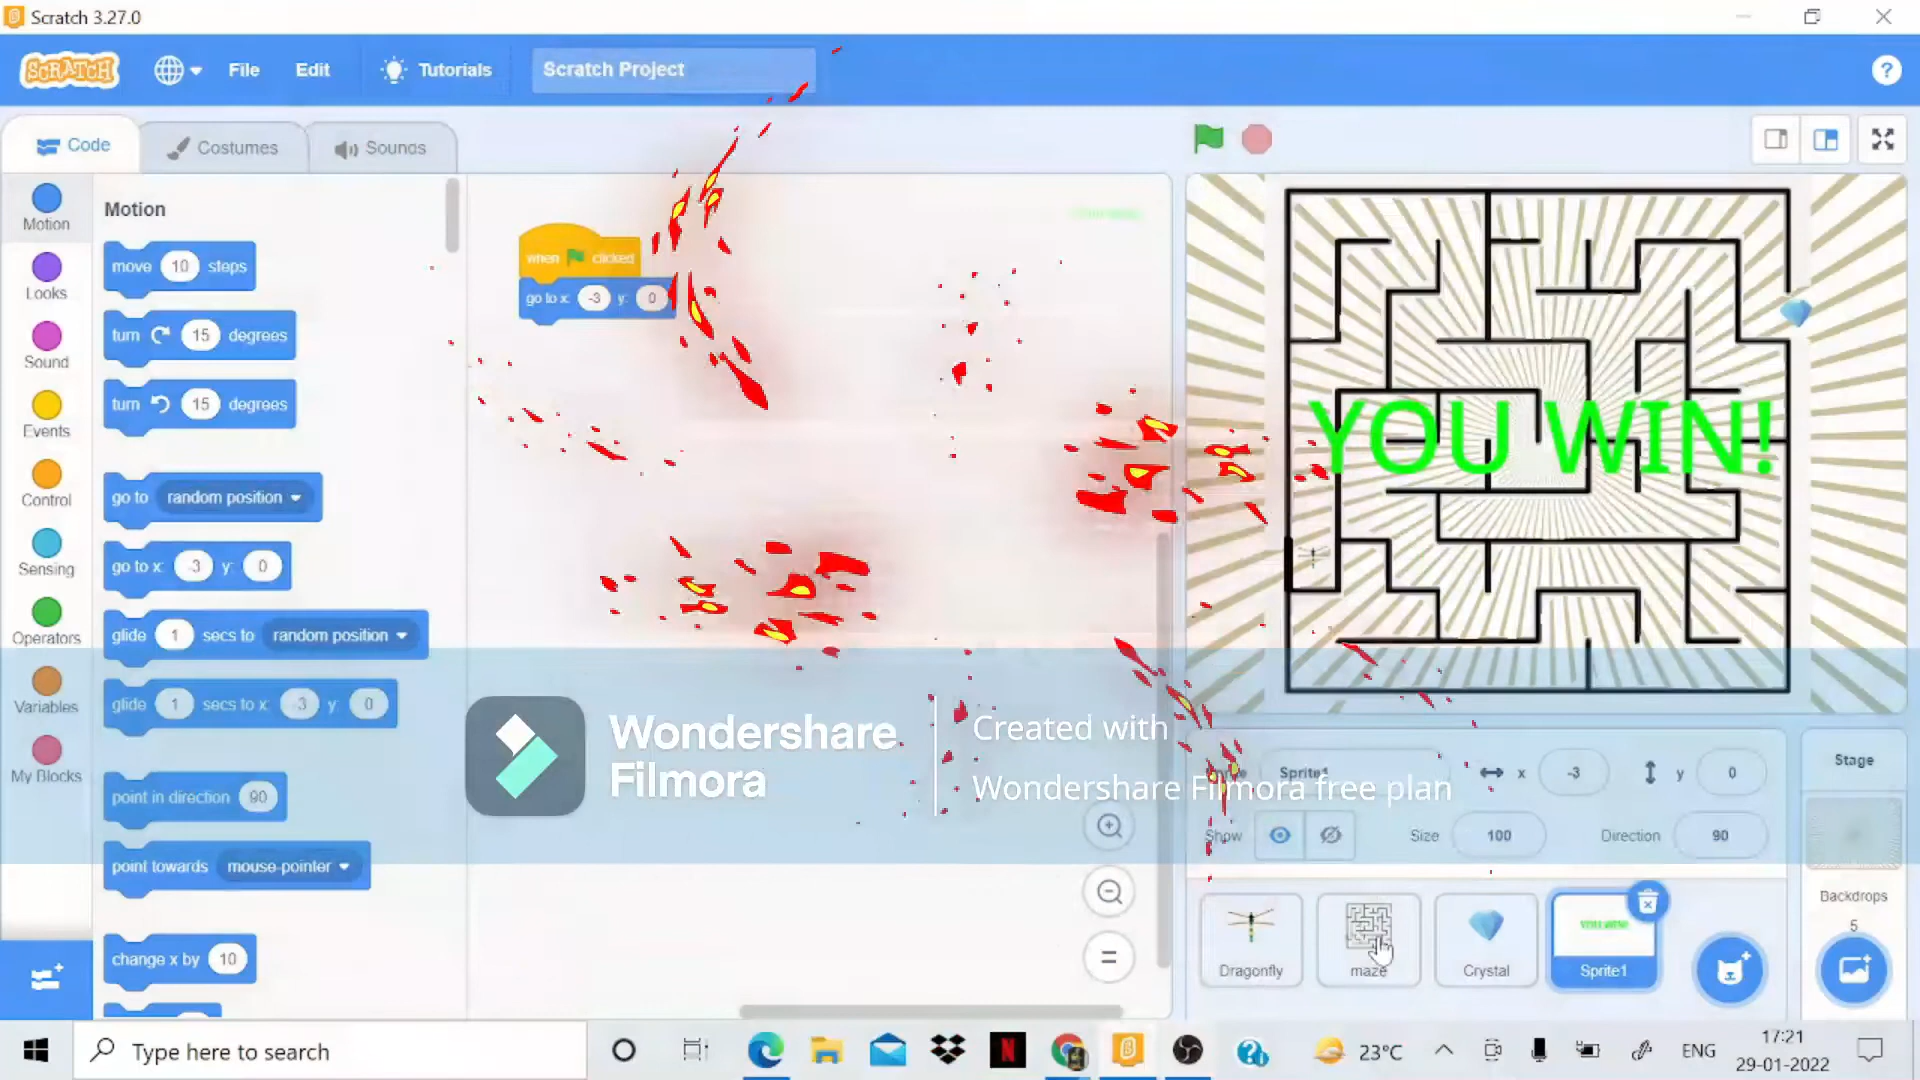 Scratch 3.27.0
SCRATCH
File
Edit
Tutorials
Scratch Project
?
Code
Costumes
Sounds
Motion
Looks
Sound
Events
Control
Sensing
Operators
Variables
My Blocks
Motion
move 10 steps
turn 15 degrees
turn 15 degrees
go to random position
go to x: -3 y: 0
glide 1 secs to random position
glide 1 secs to x: -3 y: 0
point in direction 90
point towards mouse-pointer
change x by 10
when clicked
go to x: -3 y: 0
YOU WIN!
Wondershare
Filmora
Created with
Wondershare Filmora free plan
Sprite1
x -3
y 0
Show
Size 100
Direction 90
Dragonfly
maze
Crystal
YOU WIN!
Sprite1
Stage
Backdrops
5
Type here to search
23°C
ENG
17:21
29-01-2022